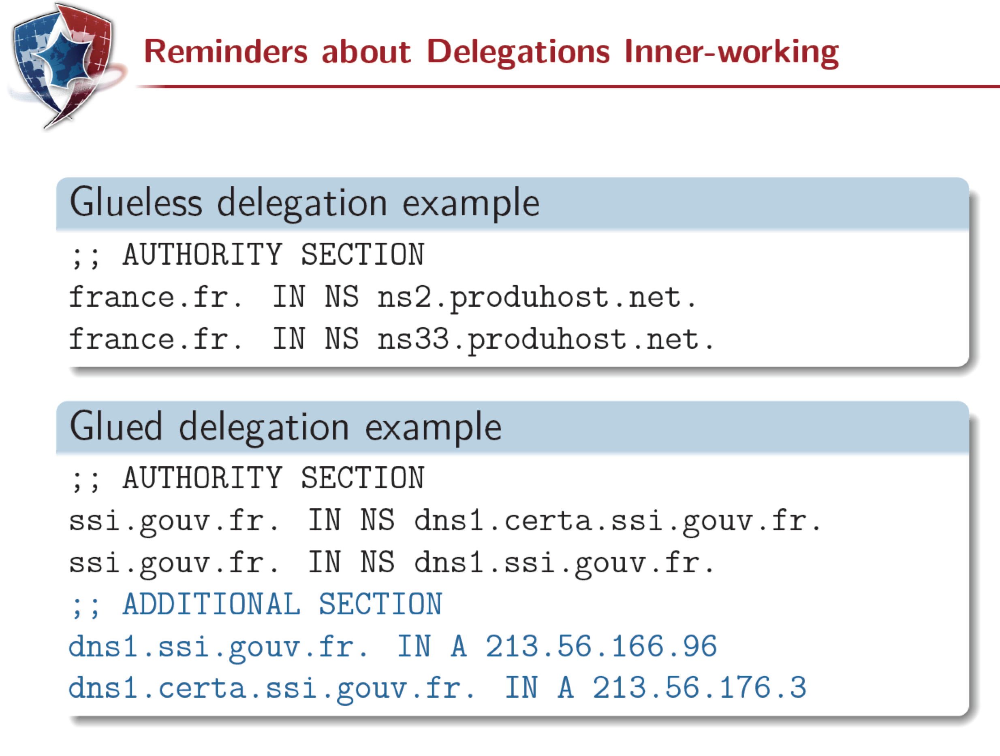 Reminders about Delegations Inner-working
Glueless delegation example
;; AUTHORITY SECTION
france.fr. IN NS ns2.produhost.net.
france.fr. IN NS ns33.produhost.net.
Glued delegation example
;; AUTHORITY SECTION
ssi.gouv.fr. IN NS dns1.certa.ssi.gouv.fr.
ssi.gouv.fr. IN NS dns1.ssi.gouv.fr.
;; ADDITIONAL SECTION
dns1.ssi.gouv.fr. IN A 213.56.166.96
dns1.certa.ssi.gouv.fr. IN A 213.56.176.3